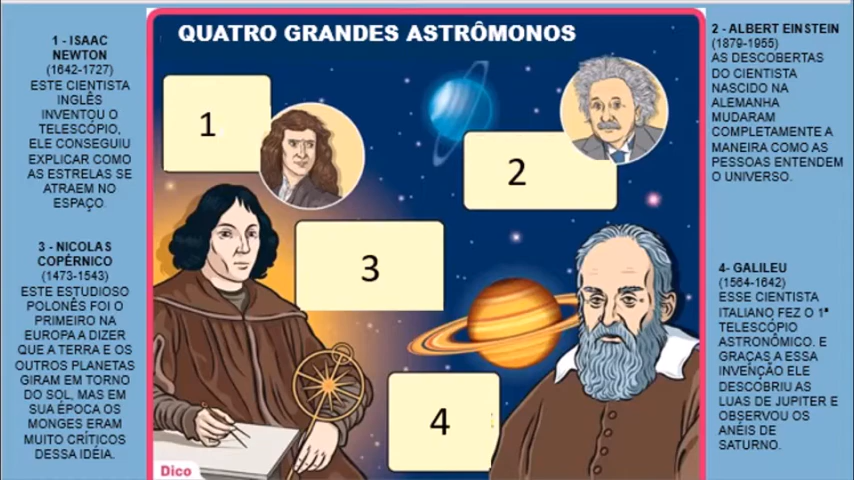 QUATRO GRANDES ASTRÔMONOS
1 - ISAAC
NEWTON
(1642-1727)
ESTE CIENTISTA
INGLÊS
INVENTOU O
TELESCÓPIO,
ELE CONSEGUIU
EXPLICAR COMO
AS ESTRELAS SE
ATRAEM NO
ESPAÇO.
2 - ALBERT EINSTEIN
(1879-1955)
AS DESCOBERTAS
DO CIENTISTA
NASCIDO NA
ALEMANHA
MUDARAM
COMPLETAMENTE A
MANEIRA COMO AS
PESSOAS ENTENDEM
O UNIVERSO.
3 - NICOLAS
COPÉRNICO
(1473-1543)
ESTE ESTUDIOSO
POLONÊS FOI O
PRIMEIRO NA
EUROPA A DIZER
QUE A TERRA E OS
OUTROS PLANETAS
GIRAM EM TORNO
DO SOL, MAS EM
SUA ÉPOCA OS
MONGES ERAM
MUITO CRÍTICOS
DESSA IDÉIA.
4- GALILEU
(1564-1642)
ESSE CIENTISTA
ITALIANO FEZ O 1ª
TELESCÓPIO
ASTRONÔMICO. E
GRAÇAS A ESSA
INVENÇÃO ELE
DESCOBRIU AS
LUAS DE JUPITER E
OBSERVOU OS
ANÉIS DE
SATURNO.
1
2
3
4
Dico